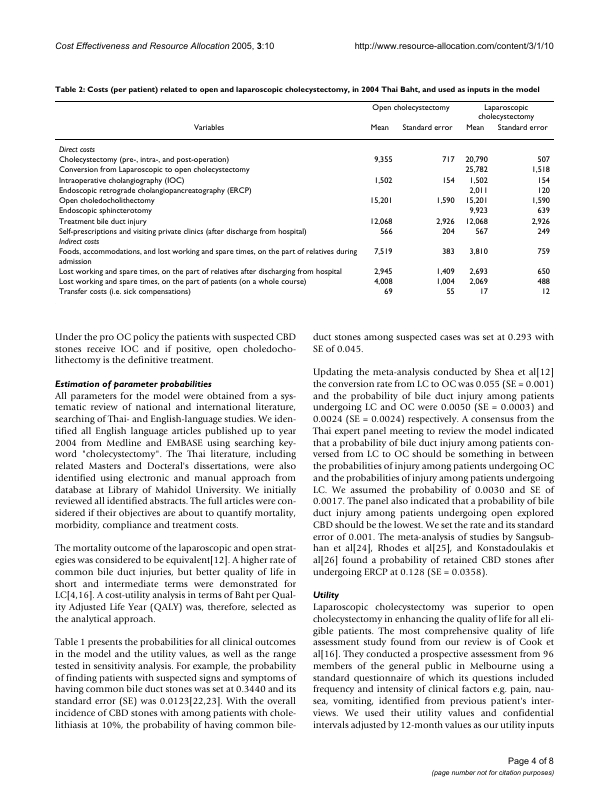 Cost Effectiveness and Resource Allocation 2005, 3:10 http://www.resource-allocation.com/content/3/1/10
Table 2: Costs (per patient) related to open and laparoscopic cholecystectomy, in 2004 Thai Baht, and used as inputs in the model
Open cholecystectomy Laparoscopic
cholecystectomy
Variables Mean Standard error Mean Standard error
Direct costs
Cholecystectomy (pre-, intra-, and post-operation) 9,355 717 20,790 507
Conversion from Laparoscopic to open cholecystectomy 25,782 1,518
Intraoperative cholangiography (IOC) 1,502 154 1,502 154
Endoscopic retrograde cholangiopancreatography (ERCP) 2,011 120
Open choledocholithectomy 15,201 1,590 15,201 1,590
Endoscopic sphincterotomy 9,923 639
Treatment bile duct injury 12,068 2,926 12,068 2,926
Self-prescriptions and visiting private clinics (after discharge from hospital) 566 204 567 249
Indirect costs
Foods, accommodations, and lost working and spare times, on the part of relatives during 7,519 383 3,810 759
admission
Lost working and spare times, on the part of relatives after discharging from hospital 2,945 1,409 2,693 650
Lost working and spare times, on the part of patients (on a whole course) 4,008 1,004 2,069 488
Transfer costs (i.e. sick compensations) 69 55 17 12
Under the pro OC policy the patients with suspected CBD
stones receive IOC and if positive, open choledocho-
lithectomy is the definitive treatment.
Estimation of parameter probabilities
All parameters for the model were obtained from a sys-
tematic review of national and international literature,
searching of Thai- and English-language studies. We iden-
tified all English language articles published up to year
2004 from Medline and EMBASE using searching key-
word "cholecystectomy". The Thai literature, including
related Masters and Docteral's dissertations, were also
identified using electronic and manual approach from
database at Library of Mahidol University. We initially
reviewed all identified abstracts. The full articles were con-
sidered if their objectives are about to quantify mortality,
morbidity, compliance and treatment costs.
The mortality outcome of the laparoscopic and open strat-
egies was considered to be equivalent[12]. A higher rate of
common bile duct injuries, but better quality of life in
short and intermediate terms were demonstrated for
LC[4,16]. A cost-utility analysis in terms of Baht per Qual-
ity Adjusted Life Year (QALY) was, therefore, selected as
the analytical approach.
Table 1 presents the probabilities for all clinical outcomes
in the model and the utility values, as well as the range
tested in sensitivity analysis. For example, the probability
of finding patients with suspected signs and symptoms of
having common bile duct stones was set at 0.3440 and its
standard error (SE) was 0.0123[22,23]. With the overall
incidence of CBD stones with among patients with chole-
lithiasis at 10%, the probability of having common bile-
duct stones among suspected cases was set at 0.293 with
SE of 0.045.
Updating the meta-analysis conducted by Shea et al[12]
the conversion rate from LC to OC was 0.055 (SE = 0.001)
and the probability of bile duct injury among patients
undergoing LC and OC were 0.0050 (SE = 0.0003) and
0.0024 (SE = 0.0024) respectively. A consensus from the
Thai expert panel meeting to review the model indicated
that a probability of bile duct injury among patients con-
versed from LC to OC should be something in between
the probabilities of injury among patients undergoing OC
and the probabilities of injury among patients undergoing
LC. We assumed the probability of 0.0030 and SE of
0.0017. The panel also indicated that a probability of bile
duct injury among patients undergoing open explored
CBD should be the lowest. We set the rate and its standard
error of 0.001. The meta-analysis of studies by Sangsub-
han et al[24], Rhodes et al[25], and Konstadoulakis et
al[26] found a probability of retained CBD stones after
undergoing ERCP at 0.128 (SE = 0.0358).
Utility
Laparoscopic cholecystectomy was superior to open
cholecystectomy in enhancing the quality of life for all eli-
gible patients. The most comprehensive quality of life
assessment study found from our review is of Cook et
al[16]. They conducted a prospective assessment from 96
members of the general public in Melbourne using a
standard questionnaire of which its questions included
frequency and intensity of clinical factors e.g. pain, nau-
sea, vomiting, identified from previous patient's inter-
views. We used their utility values and confidential
intervals adjusted by 12-month values as our utility inputs
Page 4 of 8
(page number not for citation purposes)